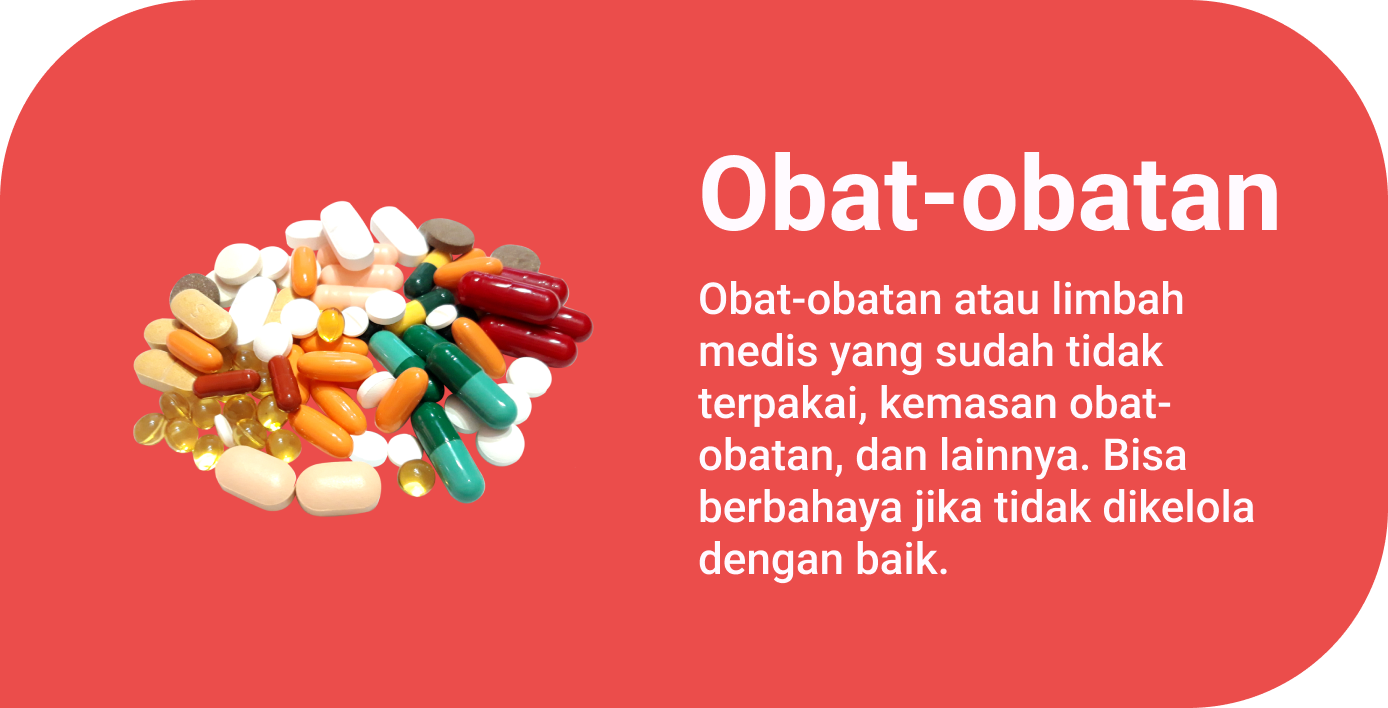 Obat-obatan
Obat-obatan atau limbah
medis yang sudah tidak
terpakai, kemasan obat-
obatan, dan lainnya. Bisa
berbahaya jika tidak dikelola
dengan baik.